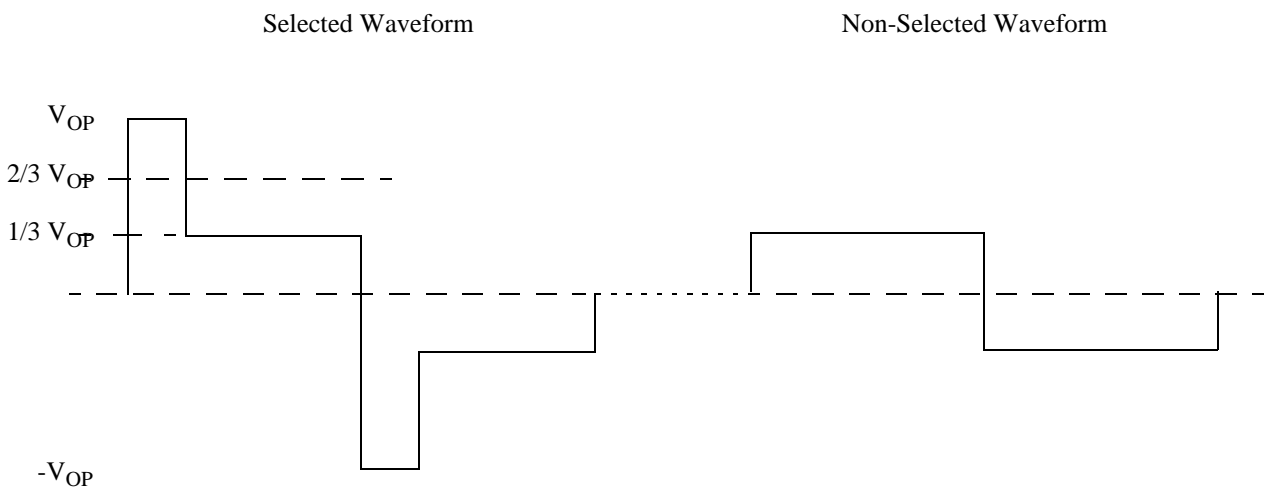 Selected Waveform
Non-Selected Waveform
V_OP
2/3 V_OP
1/3 V_OP
-V_OP